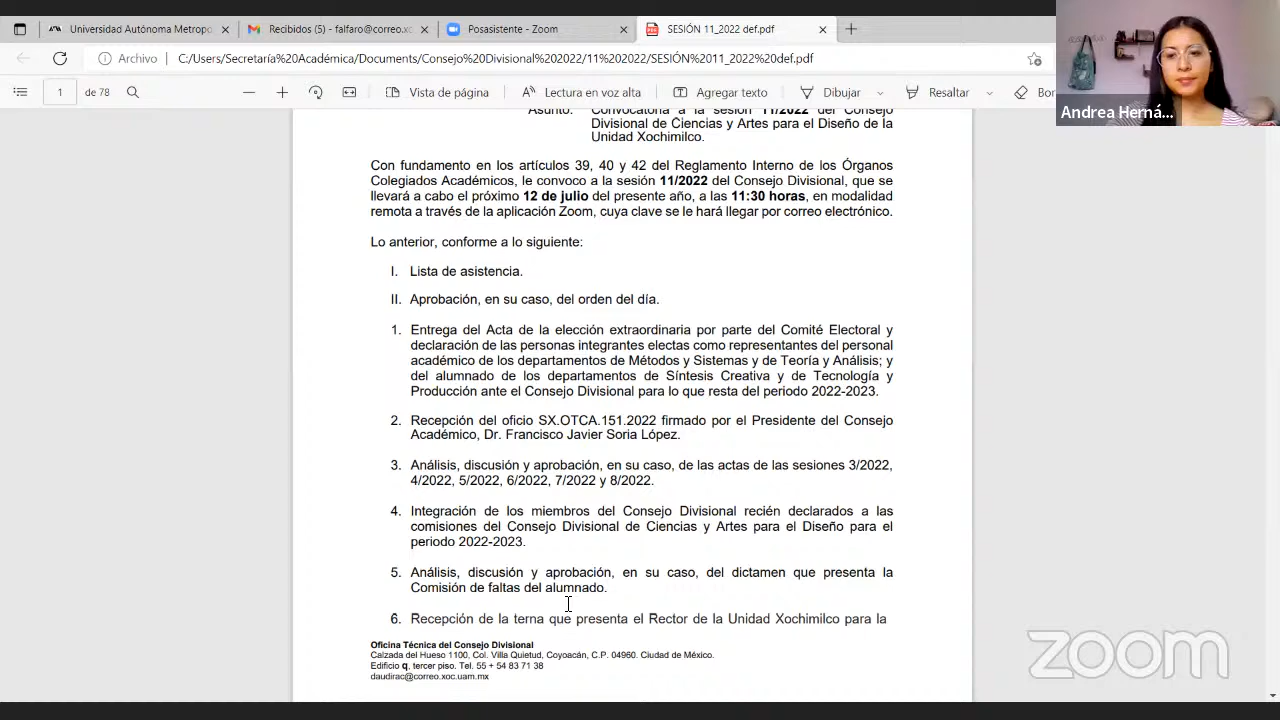 Universidad Autónoma Metropo
Recibidos (5) - falfaro@correo.xc
Posasistente - Zoom
SESIÓN 11_2022 def.pdf
Archivo
C:/Users/Secretaría%20Académica/Documents/Consejo%20Divisional%202022/11%202022/SESIÓN%2011_2022%20def.pdf
1
de 78
Vista de página
Lectura en voz alta
Agregar texto
Dibujar
Resaltar
Bor
Andrea Herná...
Asunto: Convocatoria a la sesión 11/2022 del Consejo
Divisional de Ciencias y Artes para el Diseño de la
Unidad Xochimilco.
Con fundamento en los artículos 39, 40 y 42 del Reglamento Interno de los Órganos
Colegiados Académicos, le convoco a la sesión 11/2022 del Consejo Divisional, que se
llevará a cabo el próximo 12 de julio del presente año, a las 11:30 horas, en modalidad
remota a través de la aplicación Zoom, cuya clave se le hará llegar por correo electrónico.
Lo anterior, conforme a lo siguiente:
I. Lista de asistencia.
II. Aprobación, en su caso, del orden del día.
1. Entrega del Acta de la elección extraordinaria por parte del Comité Electoral y
declaración de las personas integrantes electas como representantes del personal
académico de los departamentos de Métodos y Sistemas y de Teoría y Análisis; y
del alumnado de los departamentos de Síntesis Creativa y de Tecnología y
Producción ante el Consejo Divisional para lo que resta del periodo 2022-2023.
2. Recepción del oficio SX.OTCA.151.2022 firmado por el Presidente del Consejo
Académico, Dr. Francisco Javier Soria López.
3. Análisis, discusión y aprobación, en su caso, de las actas de las sesiones 3/2022,
4/2022, 5/2022, 6/2022, 7/2022 y 8/2022.
4. Integración de los miembros del Consejo Divisional recién declarados a las
comisiones del Consejo Divisional de Ciencias y Artes para el Diseño para el
periodo 2022-2023.
5. Análisis, discusión y aprobación, en su caso, del dictamen que presenta la
Comisión de faltas del alumnado.
6. Recepción de la terna que presenta el Rector de la Unidad Xochimilco para la
Oficina Técnica del Consejo Divisional
Calzada del Hueso 1100, Col. Villa Quietud, Coyoacán, C.P. 04960. Ciudad de México.
Edificio q, tercer piso. Tel. 55 + 54 83 71 38
daudirac@correo.xoc.uam.mx
zoom